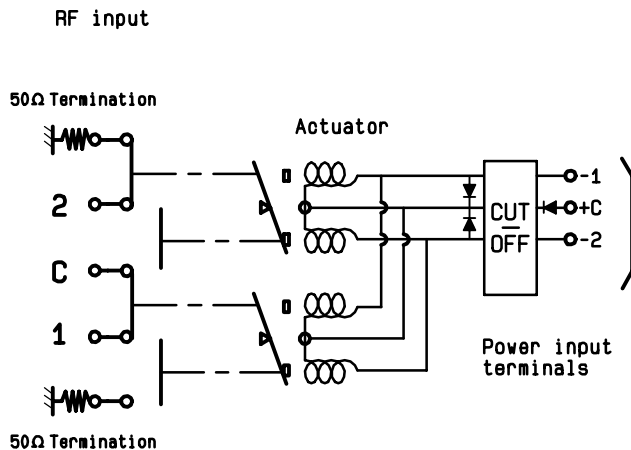 RF input
50Ω Termination
Actuator
-1
2
CUT
+C
OFF
-2
C
1
Power input
terminals
50Ω Termination